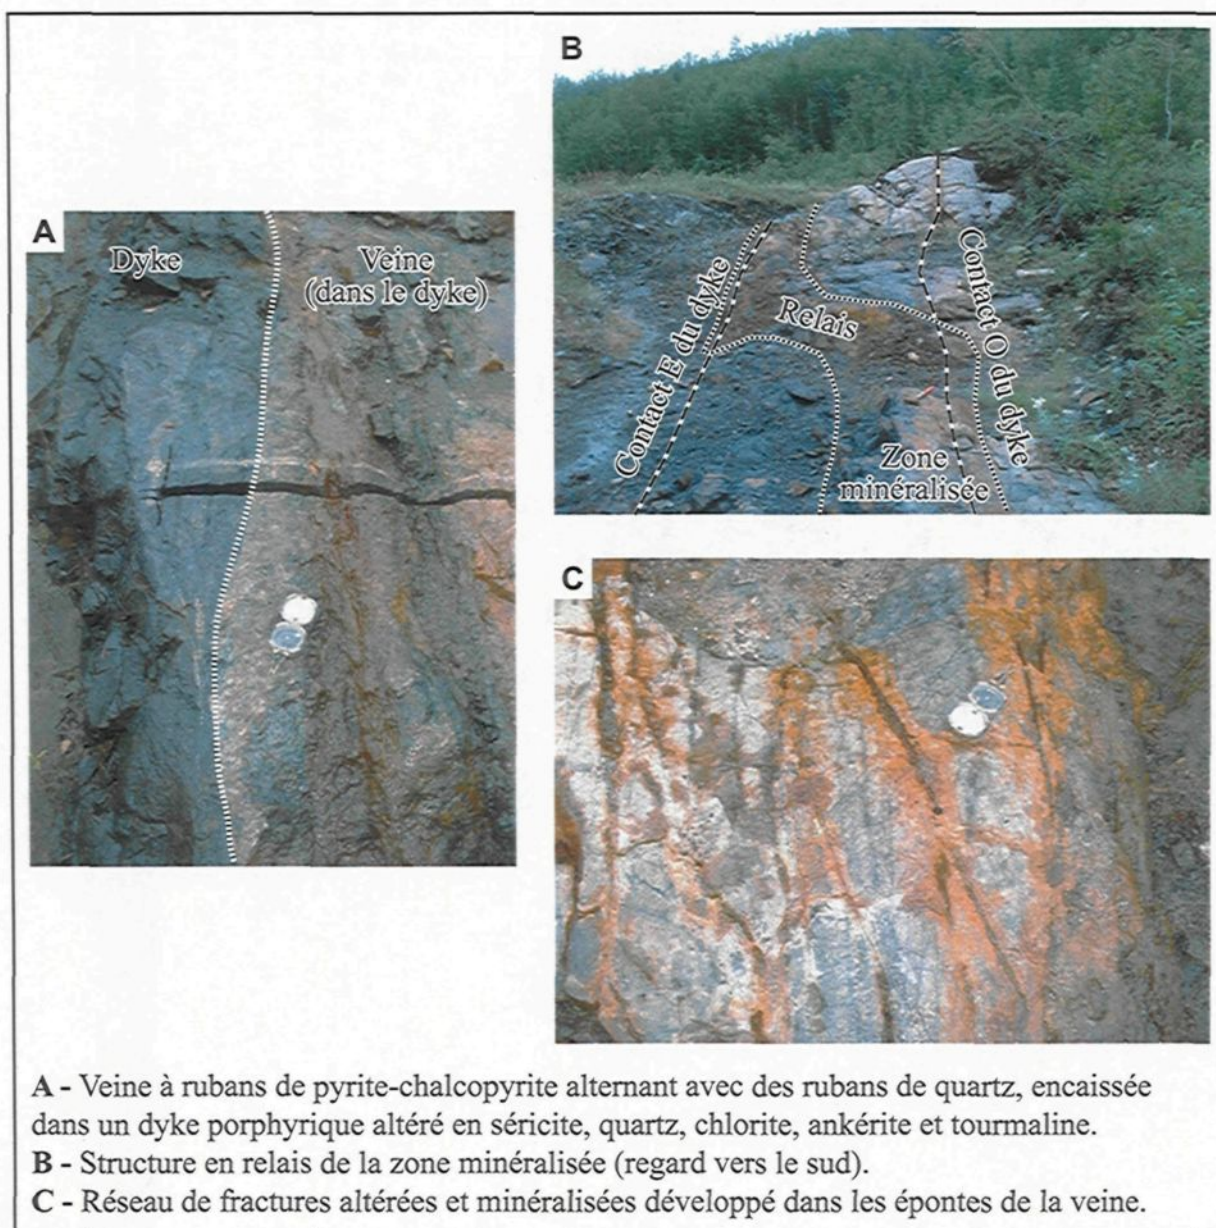 A
Dyke
Veine
(dans le dyke)
B
Contact E du dyke
Relais
Contact O du dyke
Zone
minéralisée
C
A - Veine à rubans de pyrite-chalcopyrite alternant avec des rubans de quartz, encaissée
dans un dyke porphyrique altéré en séricite, quartz, chlorite, ankérite et tourmaline.
B - Structure en relais de la zone minéralisée (regard vers le sud).
C - Réseau de fractures altérées et minéralisées développé dans les épontes de la veine.